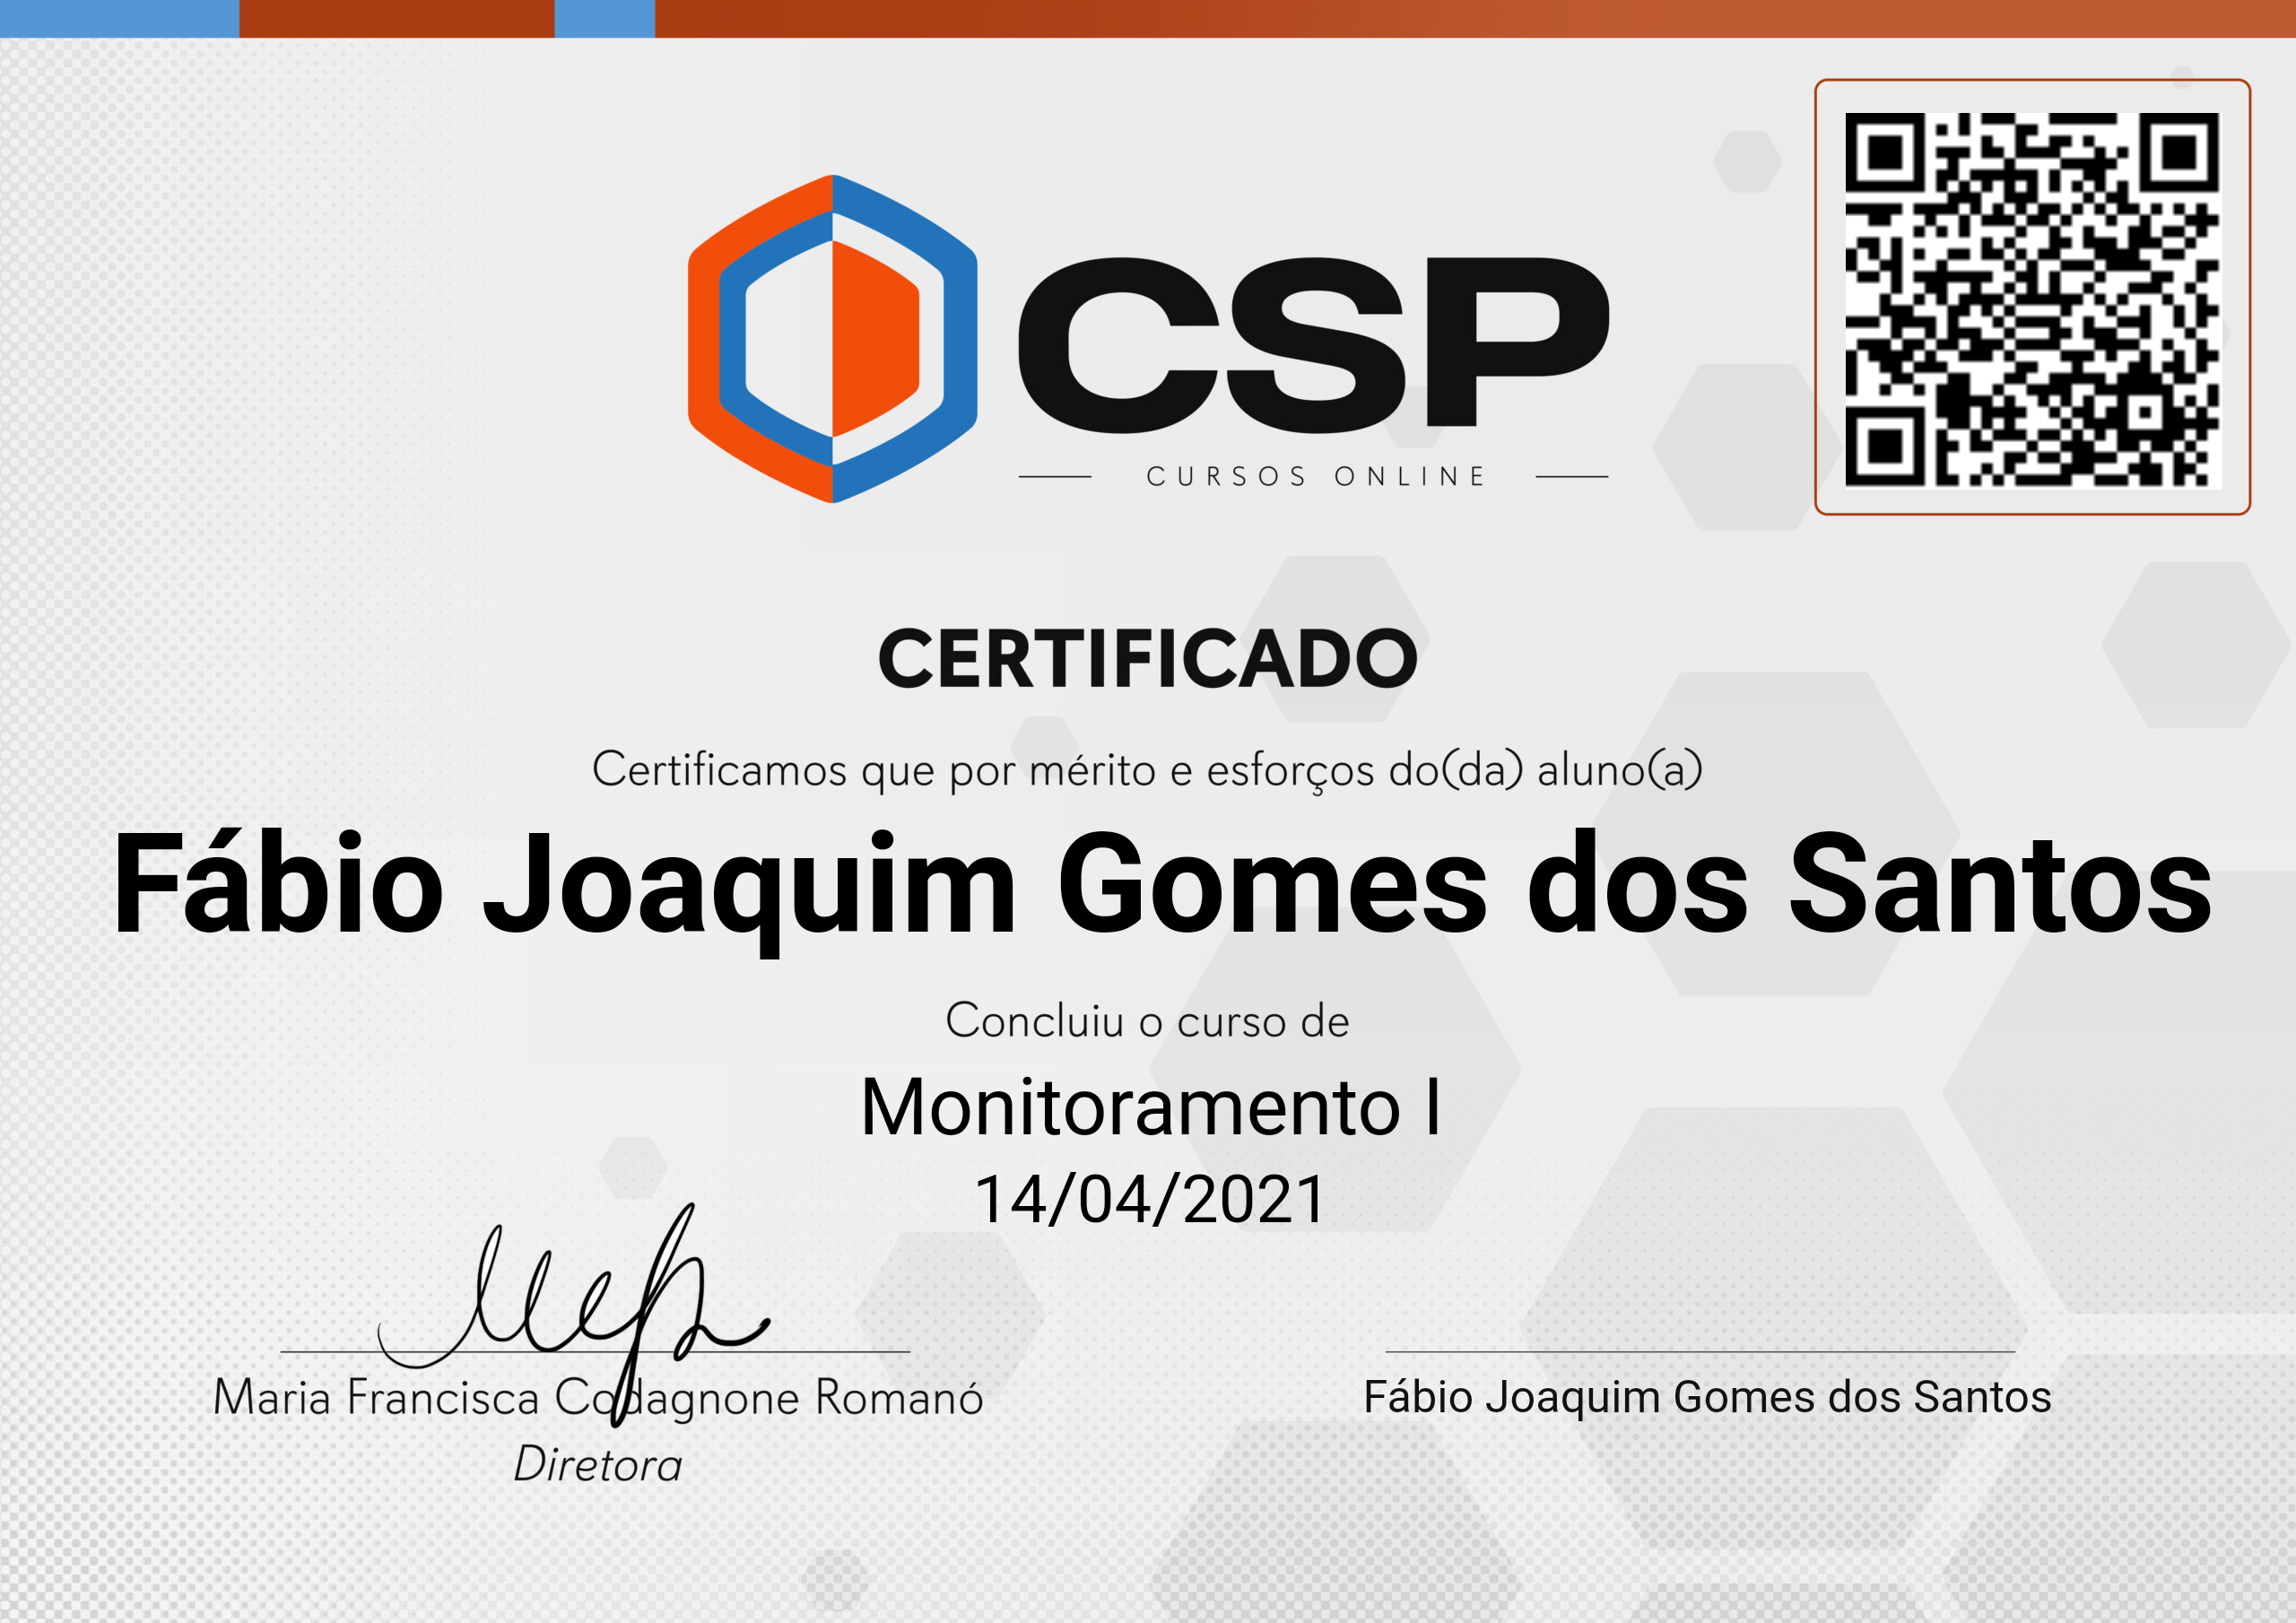 CSP
CURSOS ONLINE
CERTIFICADO
Certificamos que por mérito e esforços do(da) aluno(a)
Fábio Joaquim Gomes dos Santos
Concluiu o curso de
Monitoramento I
14/04/2021
Maria Francisca Codagnone Romanó
Diretora
Fábio Joaquim Gomes dos Santos